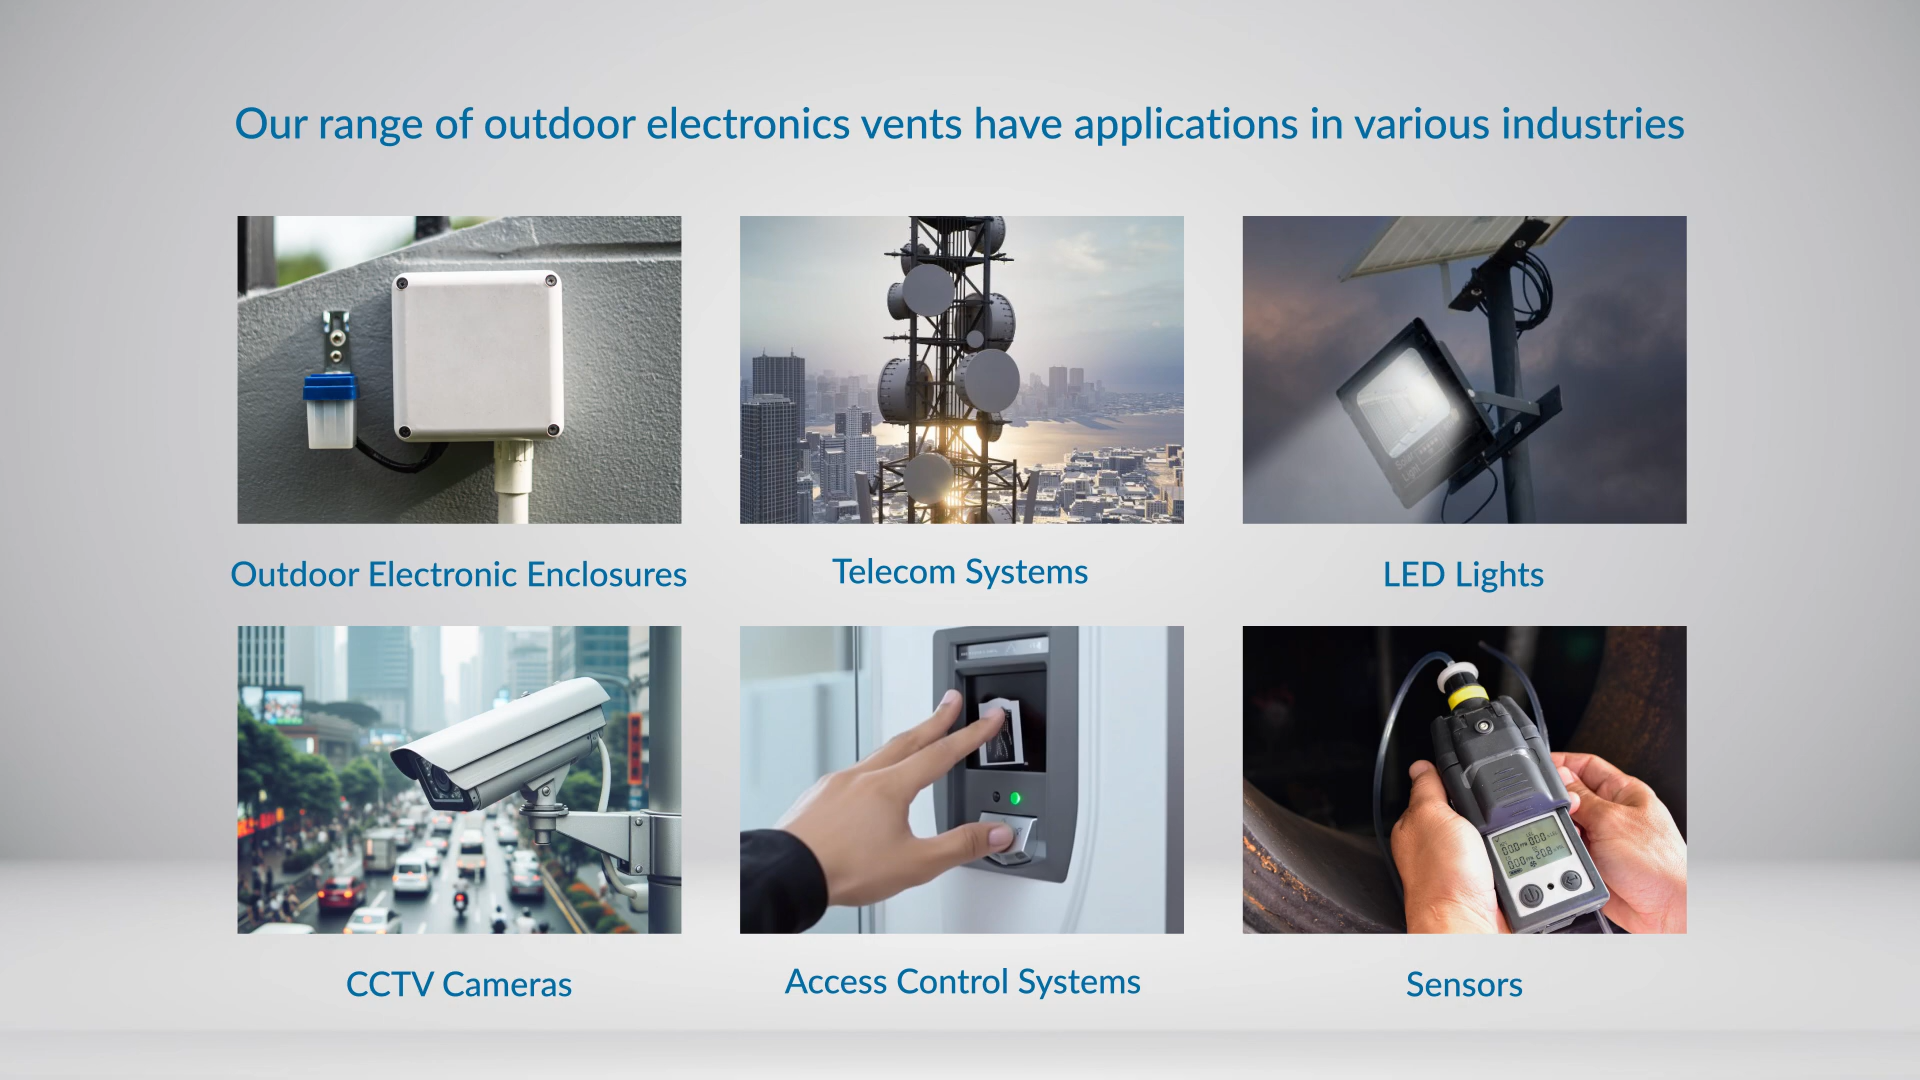 Our range of outdoor electronics vents have applications in various industries
Outdoor Electronic Enclosures
Telecom Systems
LED Lights
CCTV Cameras
Access Control Systems
Sensors